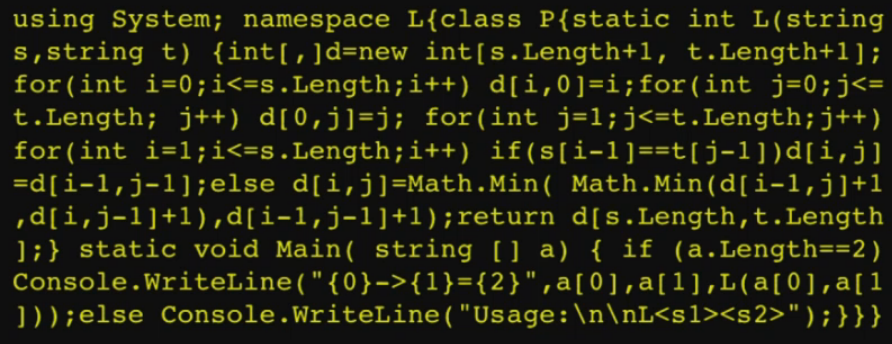 using System; namespace L{class P{static int L(string
s,string t) {int[,]d=new int[s.Length+1, t.Length+1];
for(int i=0;i<=s.Length;i++) d[i,0]=i;for(int j=0;j<=
t.Length; j++) d[0,j]=j; for(int j=1;j<=t.Length;j++)
for(int i=1;i<=s.Length;i++) if(s[i-1]==t[j-1])d[i,j]
=d[i-1,j-1];else d[i,j]=Math.Min( Math.Min(d[i-1,j]+1
,d[i,j-1]+1),d[i-1,j-1]+1);return d[s.Length,t.Length
];} static void Main( string [] a) { if (a.Length==2)
Console.WriteLine("{0}->{1}={2}",a[0],a[1],L(a[0],a[1
]));else Console.WriteLine("Usage:\n\nL<s1><s2>");}}}